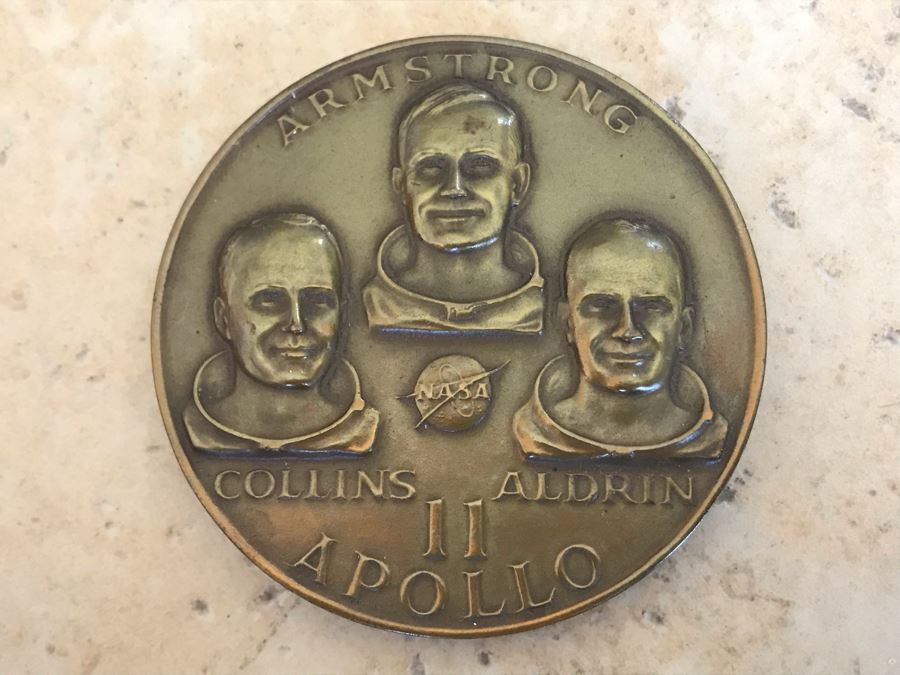 ARMSTRONG
NASA
COLLINS ALDRIN
11
APOLLO